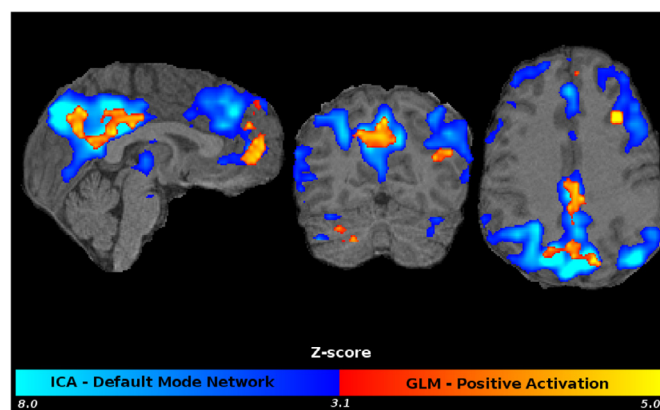 Z-score
ICA - Default Mode Network GLM - Positive Activation
8.0 3.1 5.0